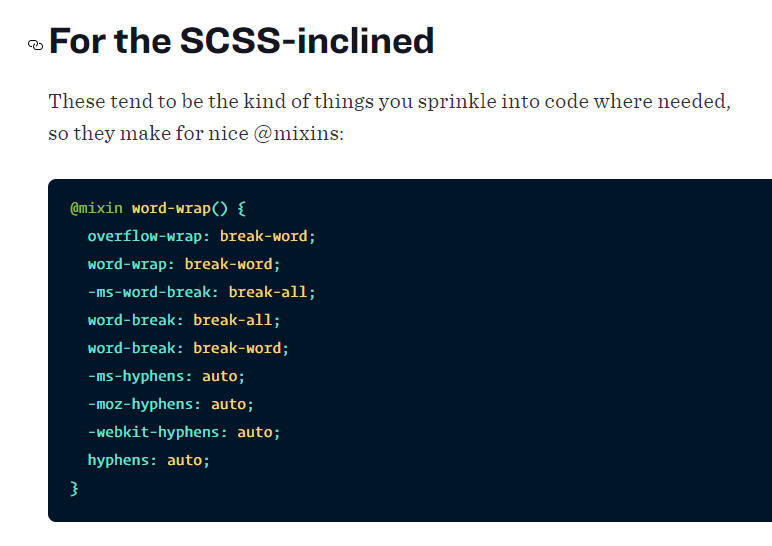 For the SCSS-inclined
These tend to be the kind of things you sprinkle into code where needed,
so they make for nice @mixins:
@mixin word-wrap() {
  overflow-wrap: break-word;
  word-wrap: break-word;
  -ms-word-break: break-all;
  word-break: break-all;
  word-break: break-word;
  -ms-hyphens: auto;
  -moz-hyphens: auto;
  -webkit-hyphens: auto;
  hyphens: auto;
}